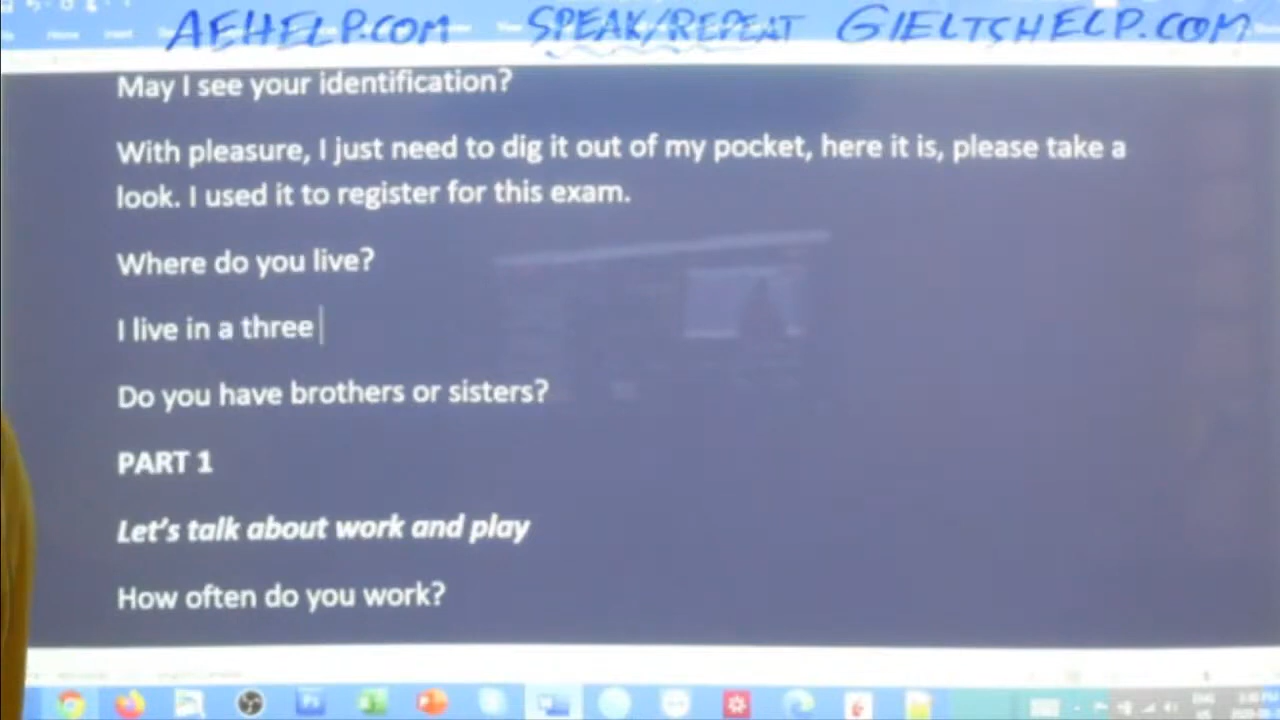 AEHELP.COM SPEAK/REPEAT GIELTSHELP.COM
May I see your identification?
With pleasure, I just need to dig it out of my pocket, here it is, please take a
look. I used it to register for this exam.
Where do you live?
I live in a three
Do you have brothers or sisters?
PART 1
Let's talk about work and play
How often do you work?